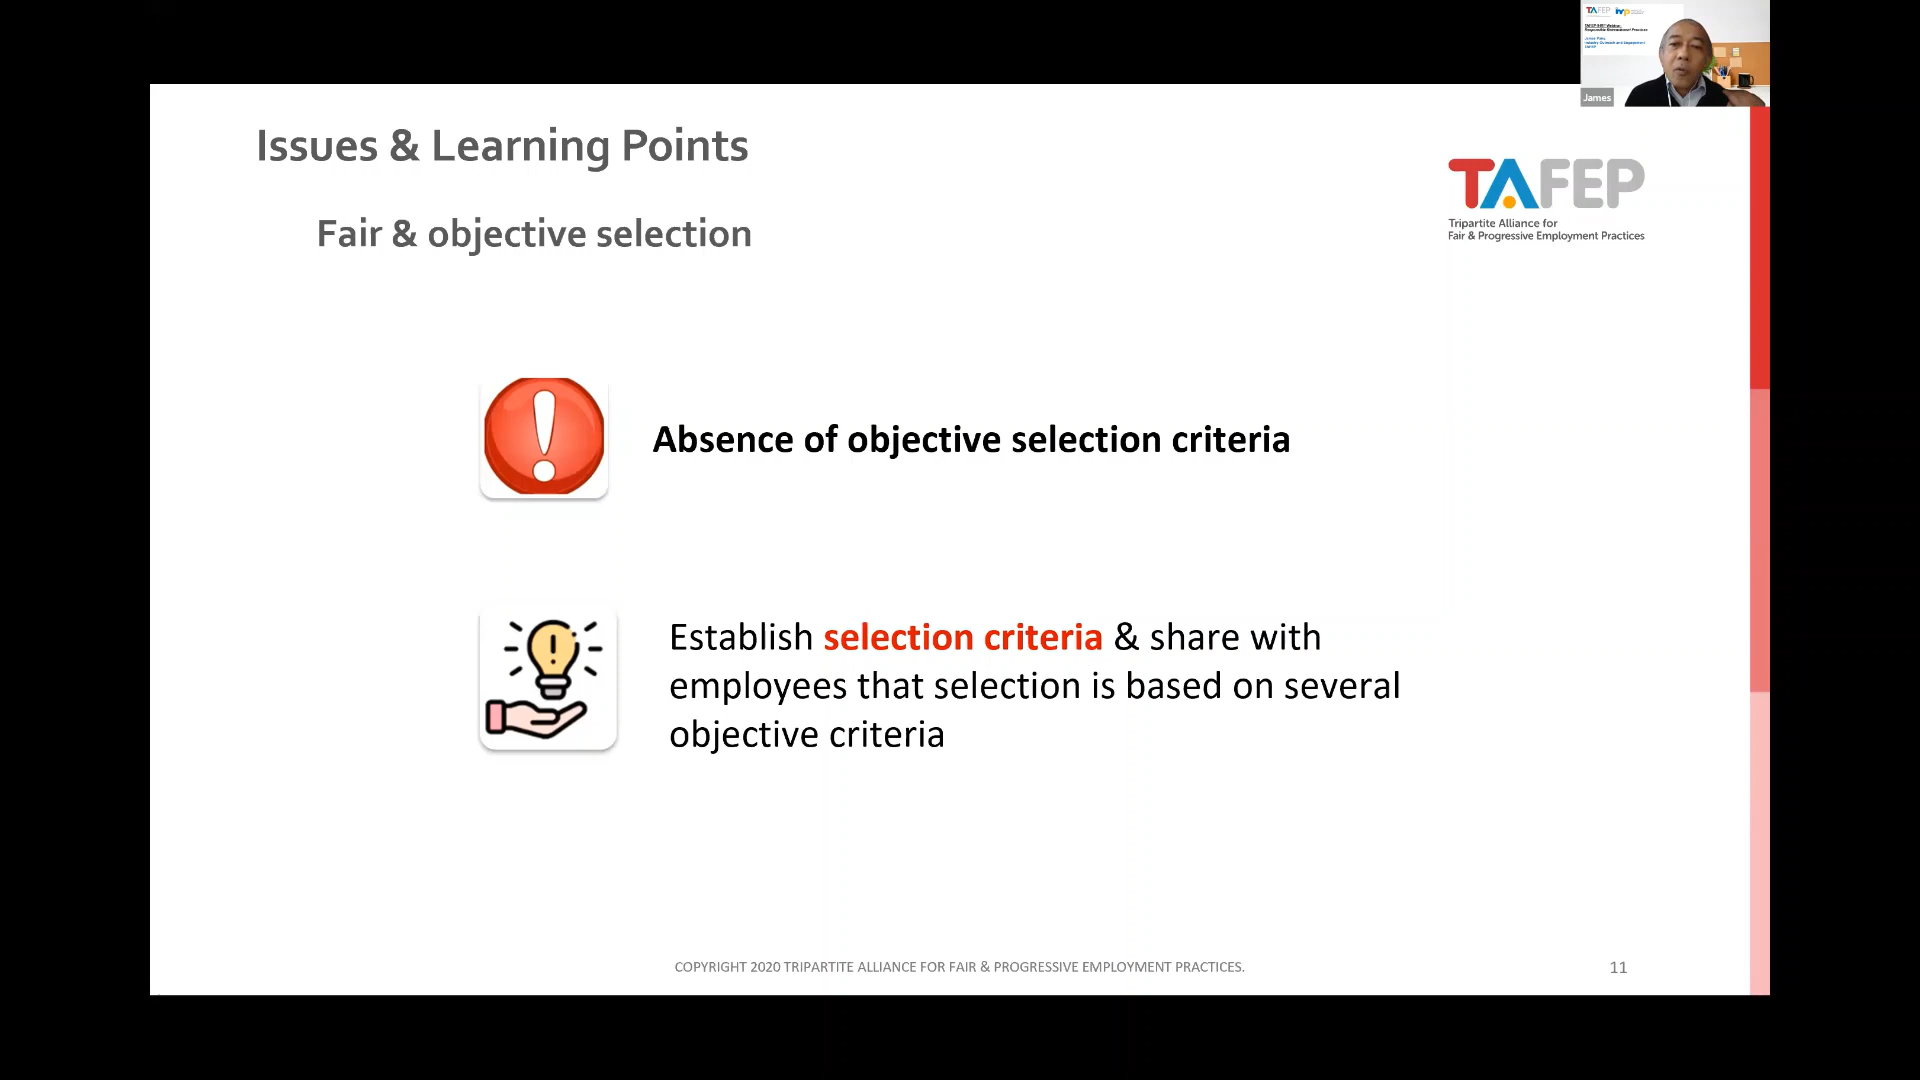 Issues & Learning Points
Fair & objective selection
TAFEP
Tripartite Alliance for
Fair & Progressive Employment Practices
James
Absence of objective selection criteria
Establish selection criteria & share with
employees that selection is based on several
objective criteria
COPYRIGHT 2020 TRIPARTITE ALLIANCE FOR FAIR & PROGRESSIVE EMPLOYMENT PRACTICES.
11